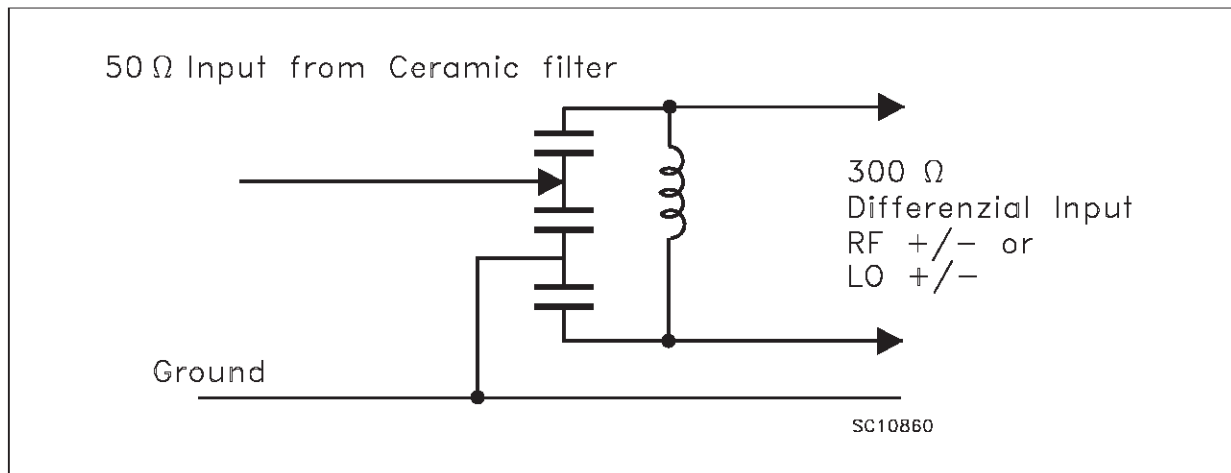 50 Ω Input from Ceramic filter
300 Ω
Differenzial Input
RF +/− or
LO +/−
Ground
SC10860